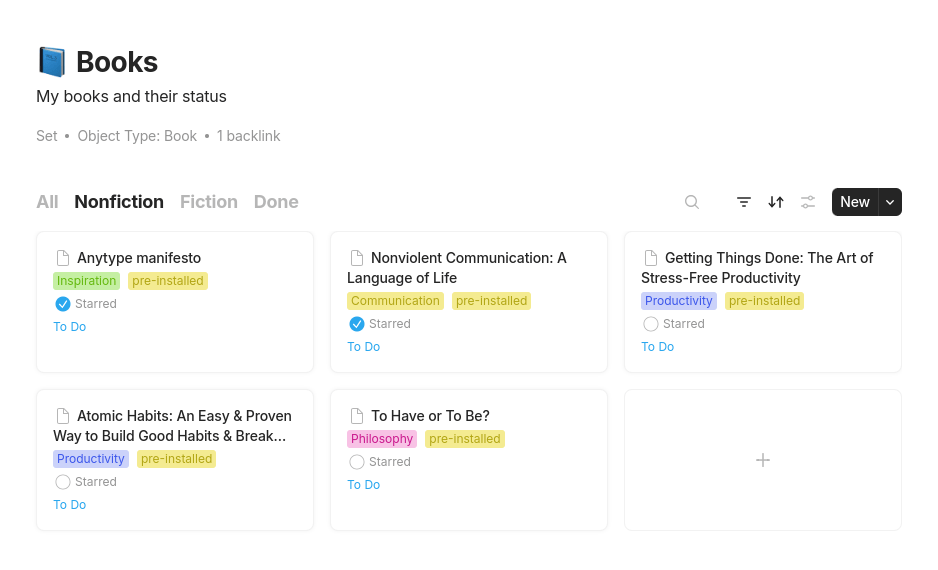 Books
My books and their status
Set • Object Type: Book • 1 backlink
All Nonfiction Fiction Done
New
Anytype manifesto
Inspiration pre-installed
Starred
To Do
Nonviolent Communication: A
Language of Life
Communication pre-installed
Starred
To Do
Getting Things Done: The Art of
Stress-Free Productivity
Productivity pre-installed
Starred
To Do
Atomic Habits: An Easy & Proven
Way to Build Good Habits & Break...
Productivity pre-installed
Starred
To Do
To Have or To Be?
Philosophy pre-installed
Starred
To Do